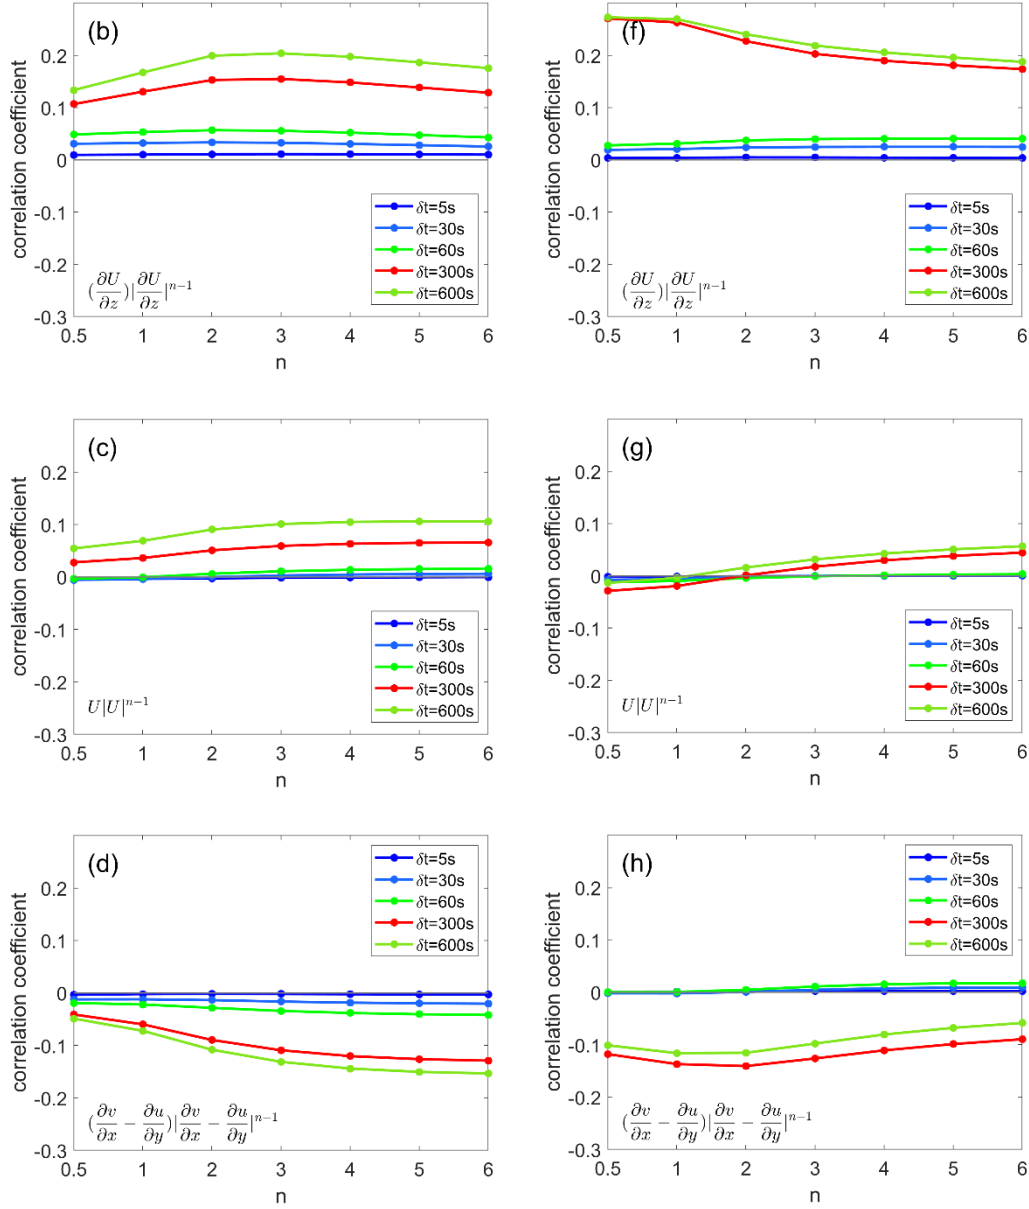 (b)
correlation coefficient
0.2
0.1
0
-0.1
-0.2
-0.3
δt=5s
δt=30s
δt=60s
δt=300s
δt=600s
(∂U/∂z)|∂U/∂z|^{n-1}
0.5 1 2 3 4 5 6
n
(f)
correlation coefficient
0.2
0.1
0
-0.1
-0.2
-0.3
δt=5s
δt=30s
δt=60s
δt=300s
δt=600s
(∂U/∂z)|∂U/∂z|^{n-1}
0.5 1 2 3 4 5 6
n
(c)
correlation coefficient
0.2
0.1
0
-0.1
-0.2
-0.3
δt=5s
δt=30s
δt=60s
δt=300s
δt=600s
U|U|^{n-1}
0.5 1 2 3 4 5 6
n
(g)
correlation coefficient
0.2
0.1
0
-0.1
-0.2
-0.3
δt=5s
δt=30s
δt=60s
δt=300s
δt=600s
U|U|^{n-1}
0.5 1 2 3 4 5 6
n
(d)
correlation coefficient
0.2
0.1
0
-0.1
-0.2
-0.3
δt=5s
δt=30s
δt=60s
δt=300s
δt=600s
(∂v/∂x - ∂u/∂y)|∂v/∂x - ∂u/∂y|^{n-1}
0.5 1 2 3 4 5 6
n
(h)
correlation coefficient
0.2
0.1
0
-0.1
-0.2
-0.3
δt=5s
δt=30s
δt=60s
δt=300s
δt=600s
(∂v/∂x - ∂u/∂y)|∂v/∂x - ∂u/∂y|^{n-1}
0.5 1 2 3 4 5 6
n